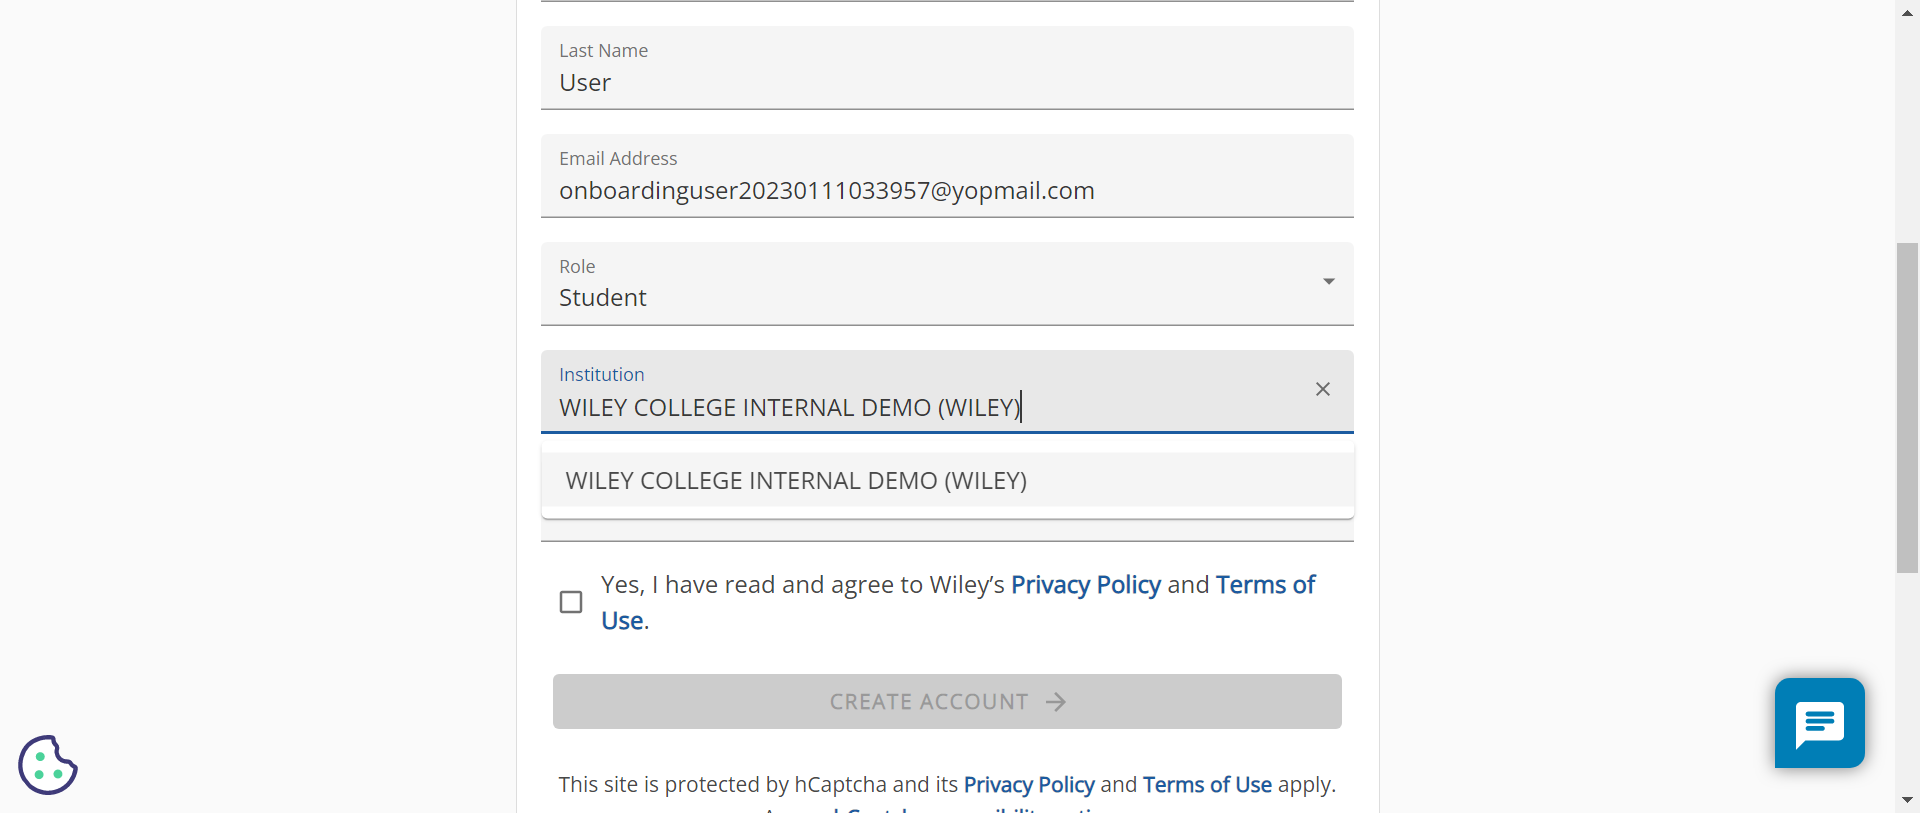 Last Name
User
Email Address
onboardinguser20230111033957@yopmail.com
Role
Student
Institution
WILEY COLLEGE INTERNAL DEMO (WILEY)
WILEY COLLEGE INTERNAL DEMO (WILEY)
Yes, I have read and agree to Wiley’s Privacy Policy and Terms of
Use.
CREATE ACCOUNT
This site is protected by hCaptcha and its Privacy Policy and Terms of Use apply.